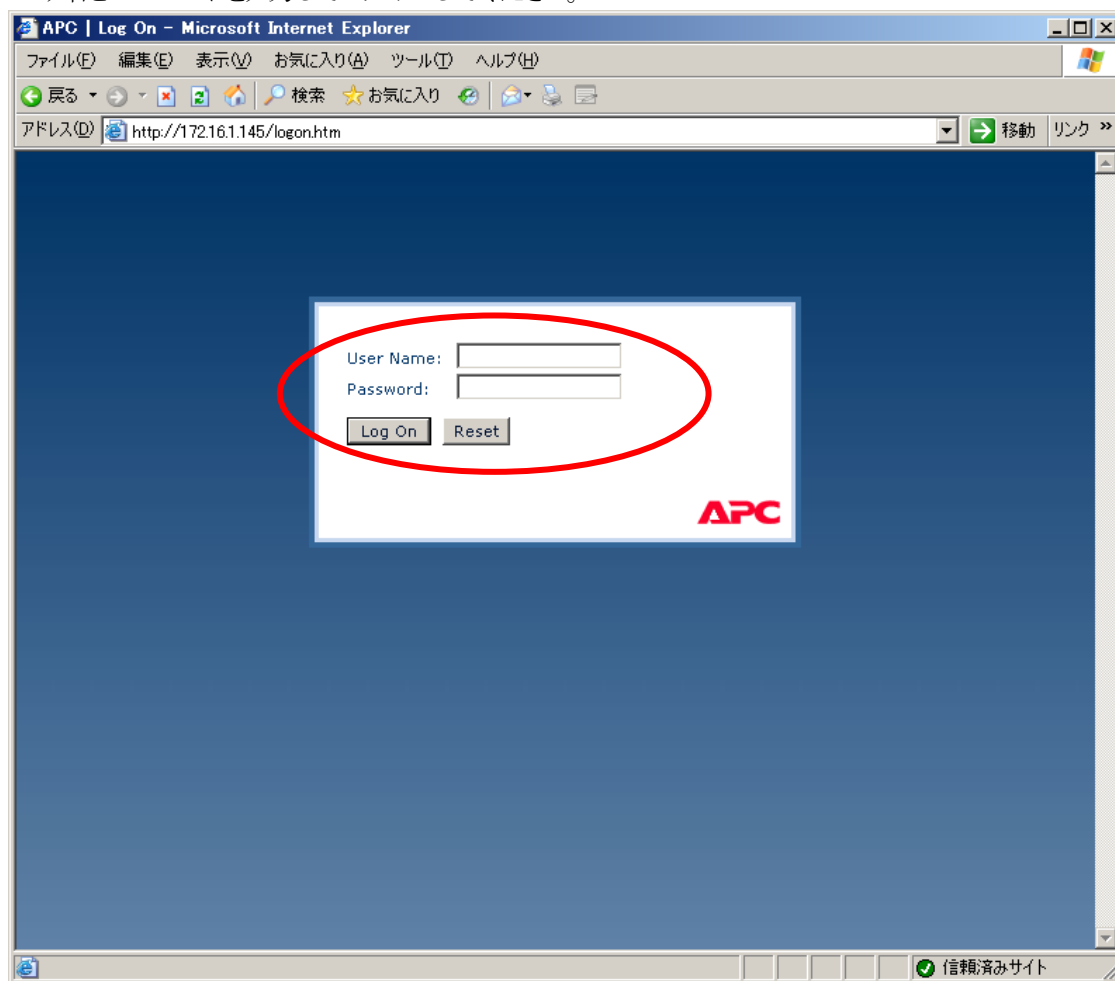 APC | Log On - Microsoft Internet Explorer
ファイル(F) 編集(E) 表示(V) お気に入り(A) ツール(T) ヘルプ(H)
戻る 検索 お気に入り
アドレス(D) http://172.16.1.145/logon.htm 移動 リンク »
User Name:
Password:
Log On Reset
APC
信頼済みサイト